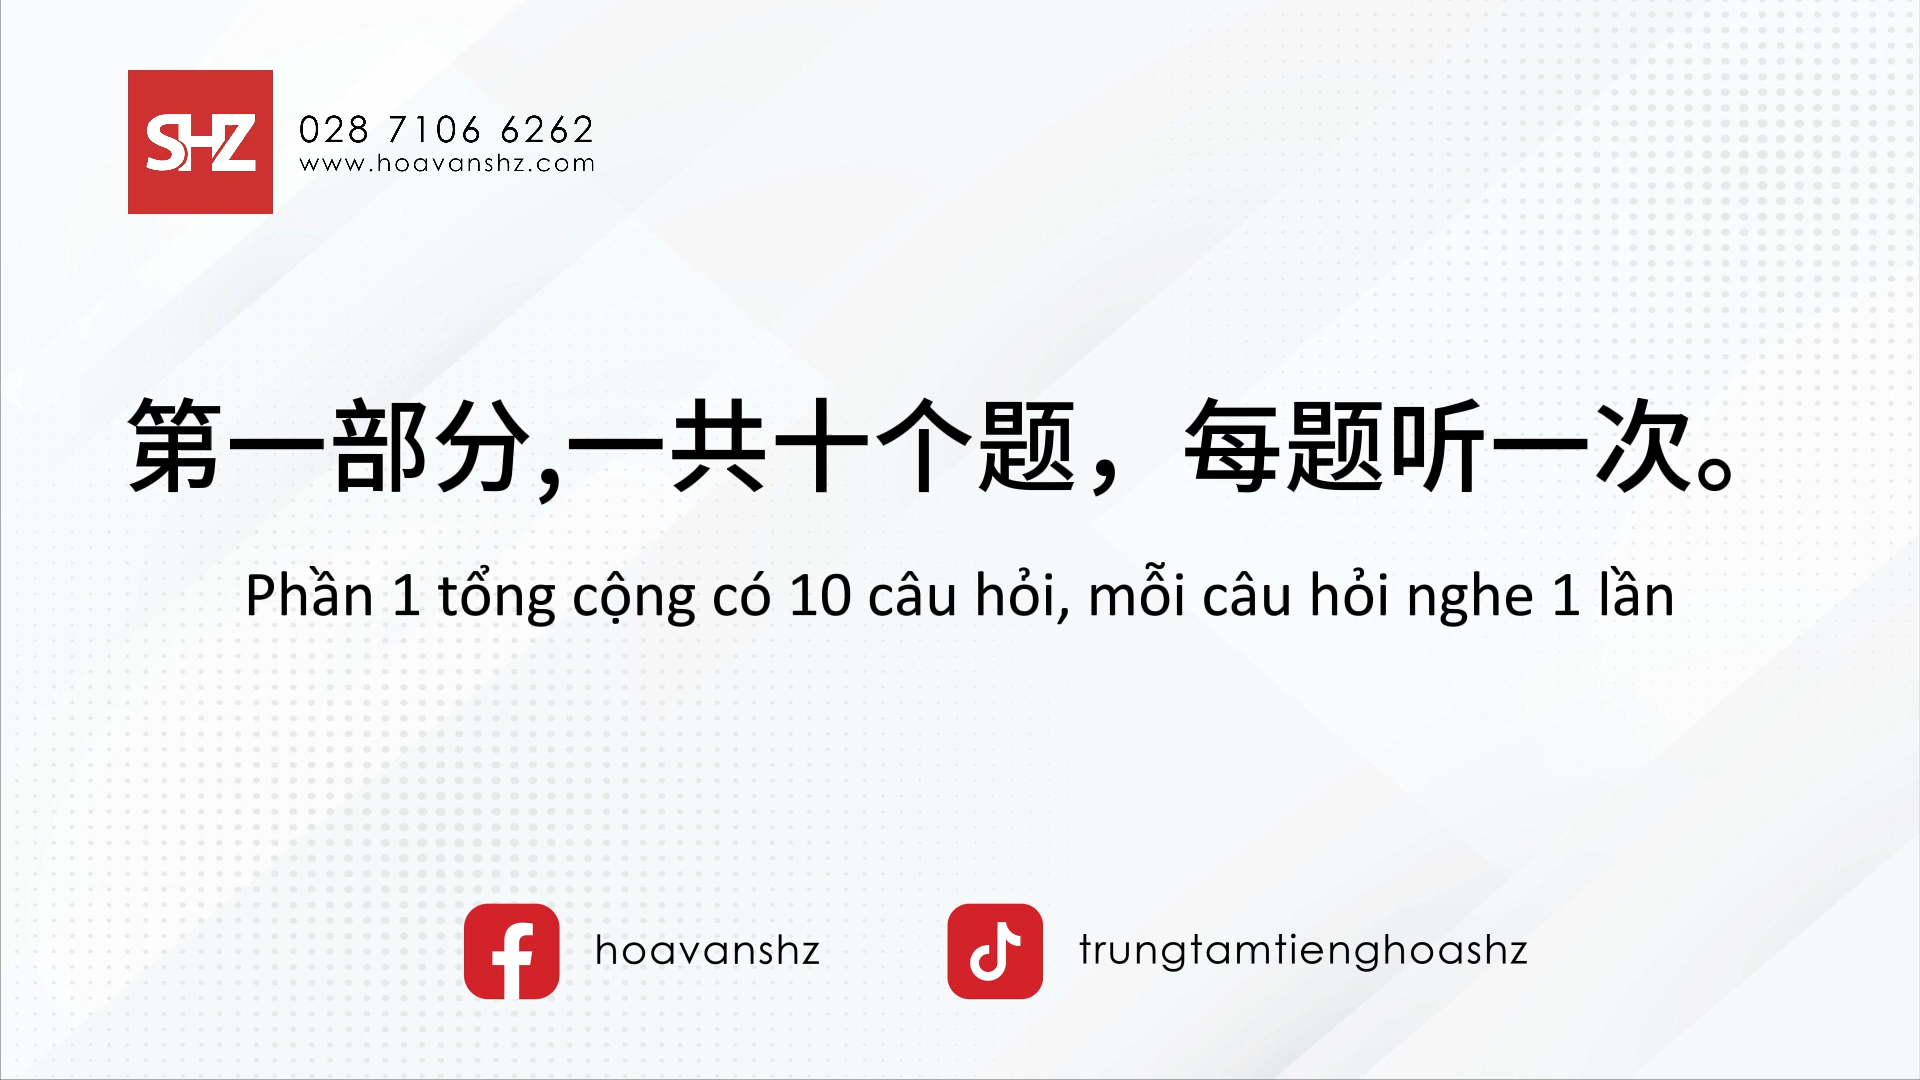 SHZ
028 7106 6262
www.hoavanshz.com
第一部分,一共十个题，每题听一次。
Phần 1 tổng cộng có 10 câu hỏi, mỗi câu hỏi nghe 1 lần
hoavanshz
trungtamtienghoashz